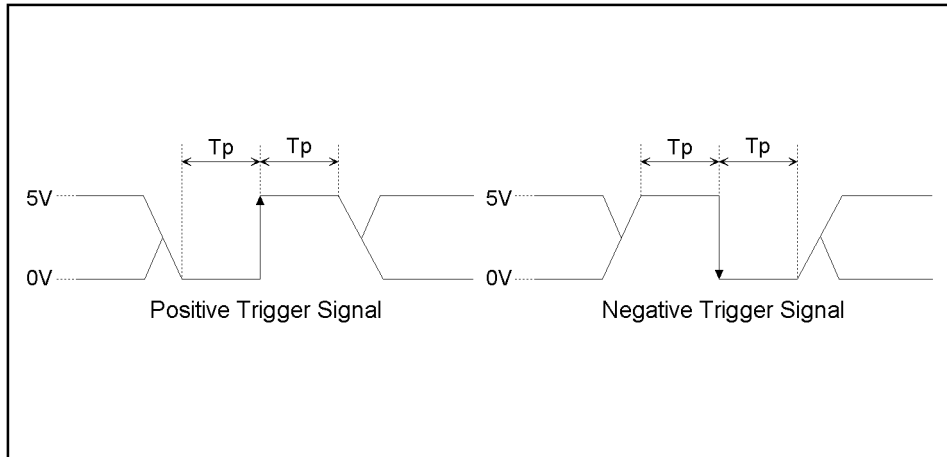 Tp Tp
5V
0V
Positive Trigger Signal
Tp Tp
5V
0V
Negative Trigger Signal